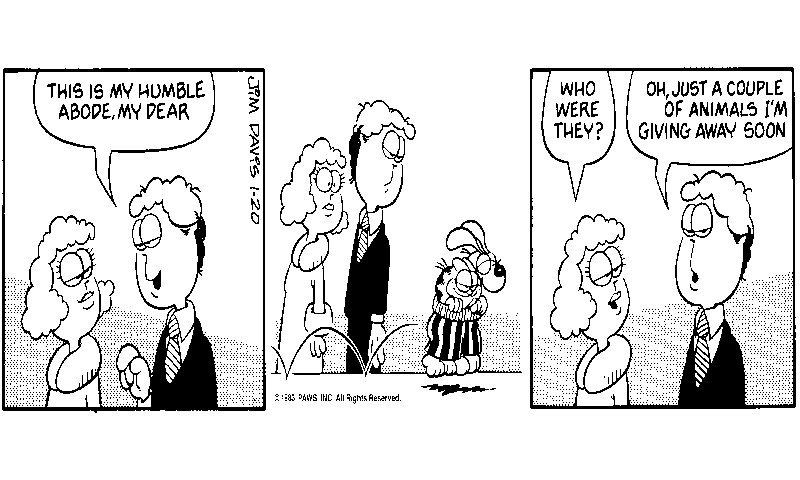 THIS IS MY HUMBLE
ABODE, MY DEAR
JPM DAVIS 1-20
© 1983 PAWS, INC. All Rights Reserved.
WHO
WERE
THEY?
OH, JUST A COUPLE
OF ANIMALS I'M
GIVING AWAY SOON